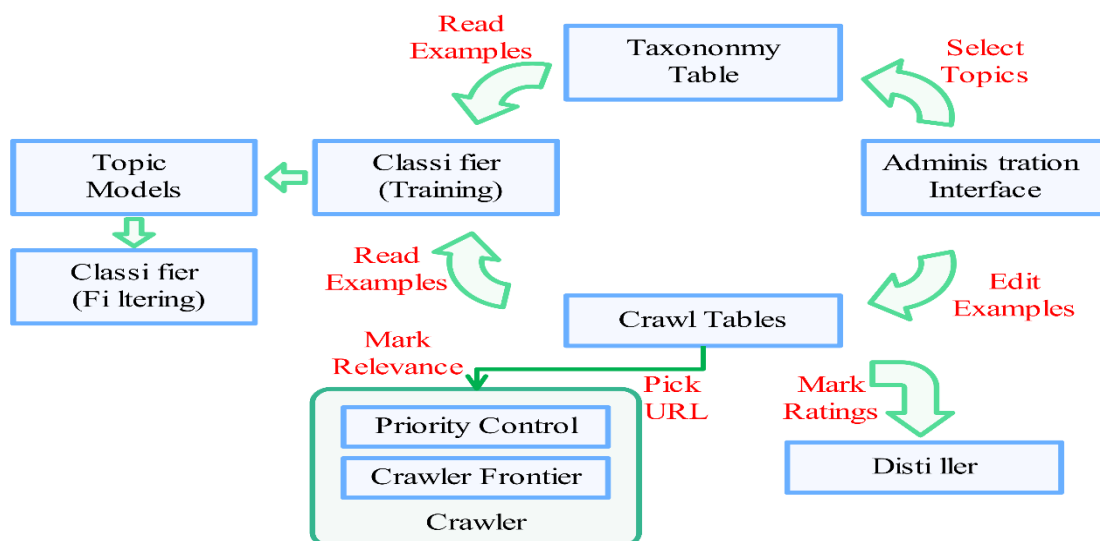 Read
Examples
Taxononmy
Table
Select
Topics
Topic
Models
Classi fier
(Training)
Adminis tration
Interface
Classi fier
(Fi ltering)
Read
Examples
Edit
Examples
Crawl Tables
Mark
Relevance
Pick
URL
Mark
Ratings
Priority Control
Crawler Frontier
Crawler
Disti ller